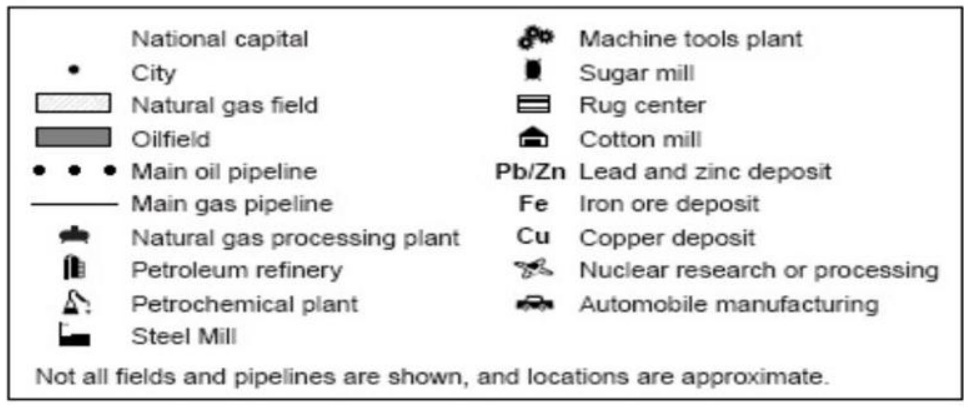 National capital
City
Natural gas field
Oilfield
Main oil pipeline
Main gas pipeline
Natural gas processing plant
Petroleum refinery
Petrochemical plant
Steel Mill
Machine tools plant
Sugar mill
Rug center
Cotton mill
Pb/Zn Lead and zinc deposit
Fe Iron ore deposit
Cu Copper deposit
Nuclear research or processing
Automobile manufacturing
Not all fields and pipelines are shown, and locations are approximate.